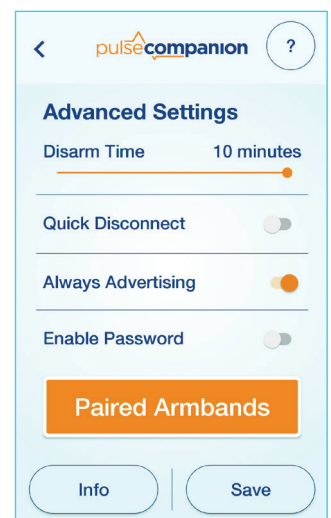 pulsecompanion
?
Advanced Settings
Disarm Time 10 minutes
Quick Disconnect
Always Advertising
Enable Password
Paired Armbands
Info Save